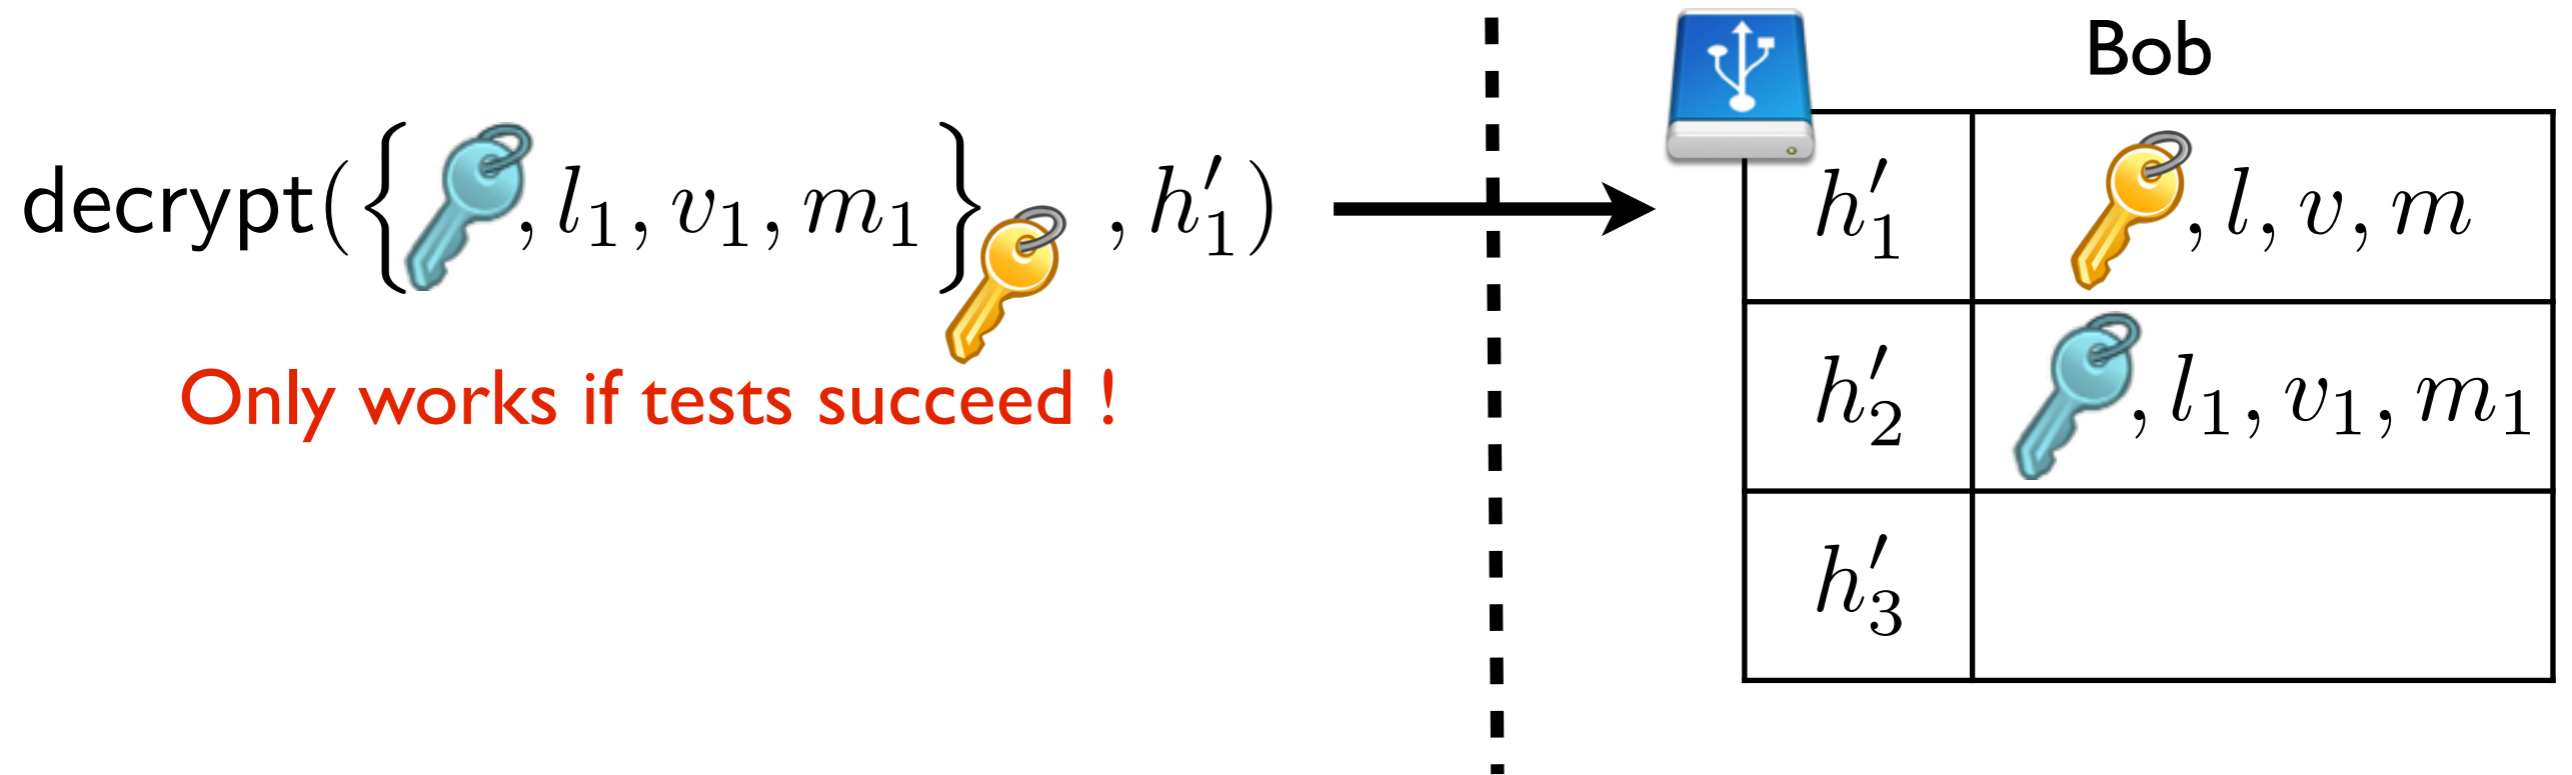 Bob
decrypt({ , l₁, v₁, m₁} , h′₁)
h′₁ , l, v, m
Only works if tests succeed !
h′₂ , l₁, v₁, m₁
h′₃